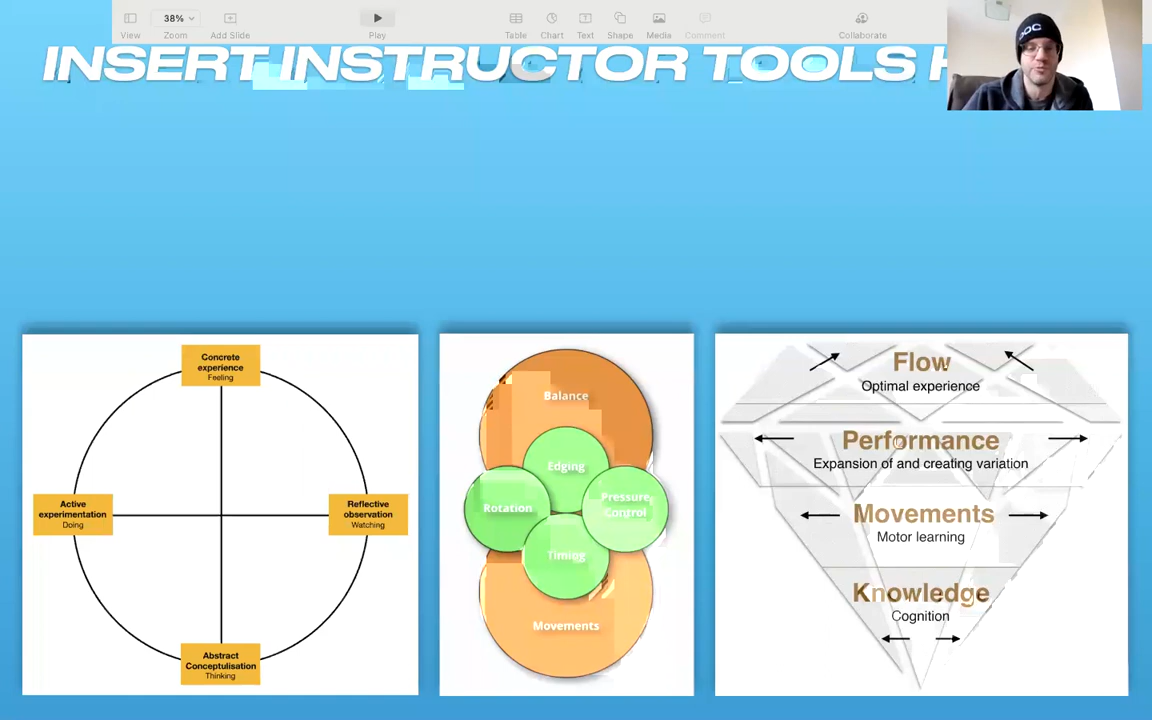 38%
View Zoom Add Slide Play Table Chart Text Shape Media Comment Collaborate
INSERT INSTRUCTOR TOOLS
Concrete
experience
Feeling
Active
experimentation
Doing
Reflective
observation
Watching
Abstract
Conceptualisation
Thinking
Balance
Edging
Rotation
Pressure
Control
Timing
Movements
Flow
Optimal experience
Performance
Expansion of and creating variation
Movements
Motor learning
Knowledge
Cognition